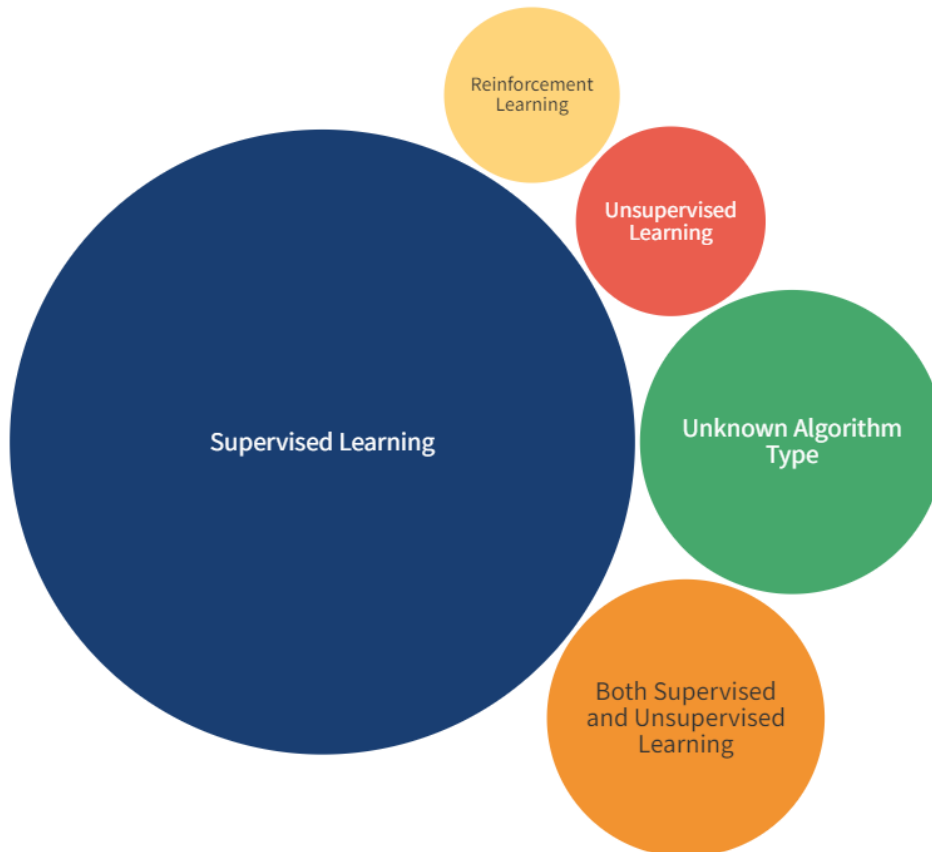 Reinforcement
Learning
Unsupervised
Learning
Supervised Learning
Unknown Algorithm
Type
Both Supervised
and Unsupervised
Learning